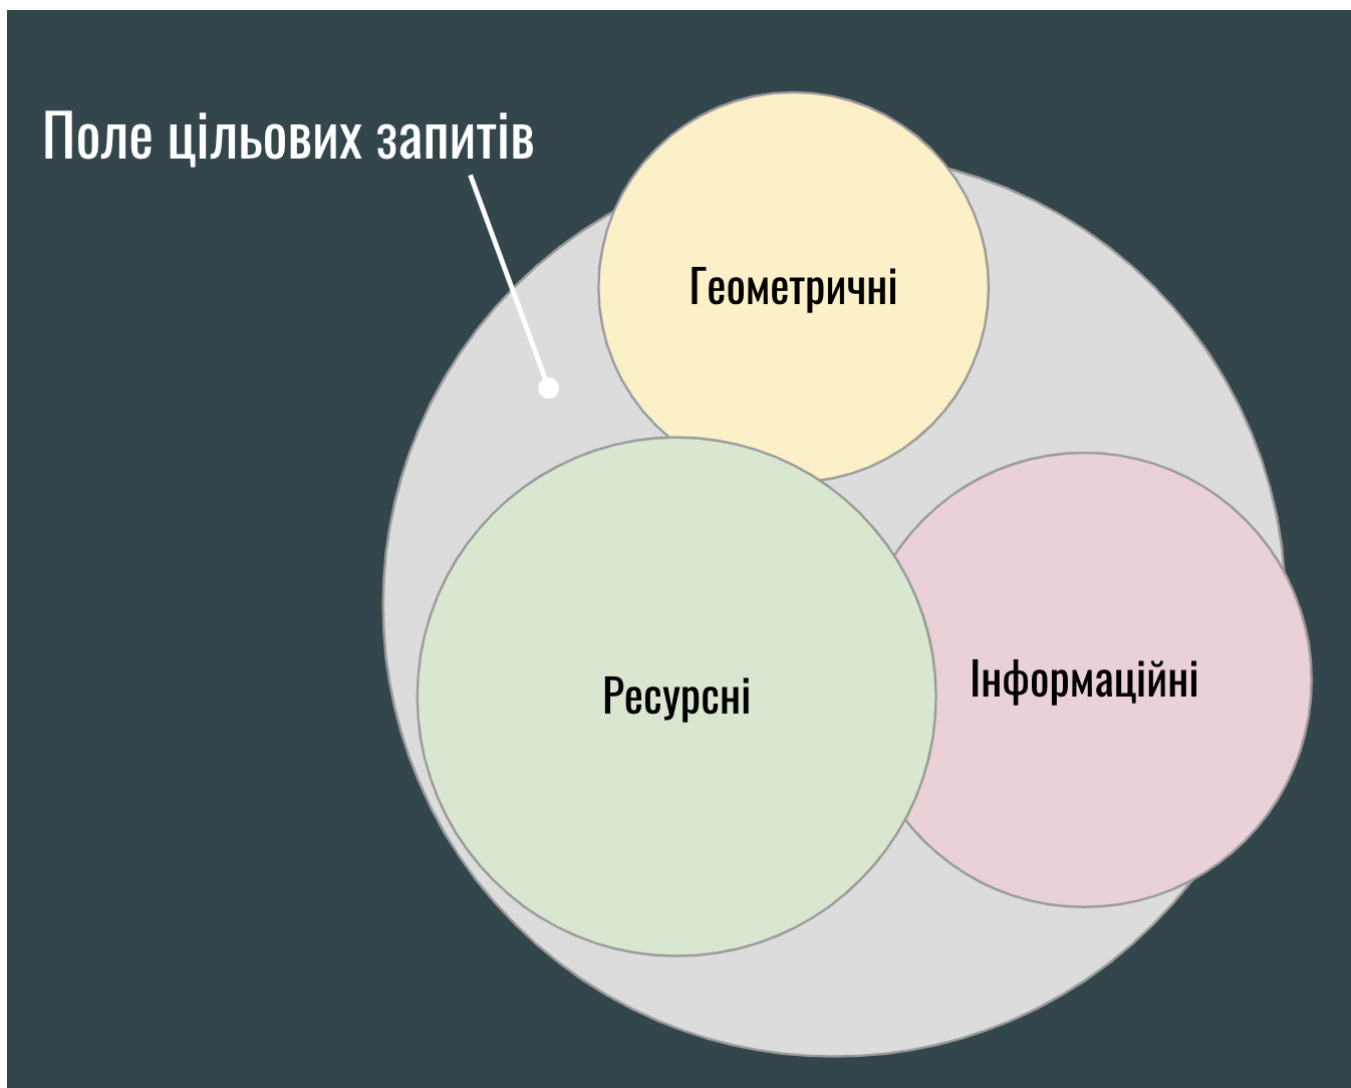 Поле цільових запитів
Геометричні
Ресурсні
Інформаційні